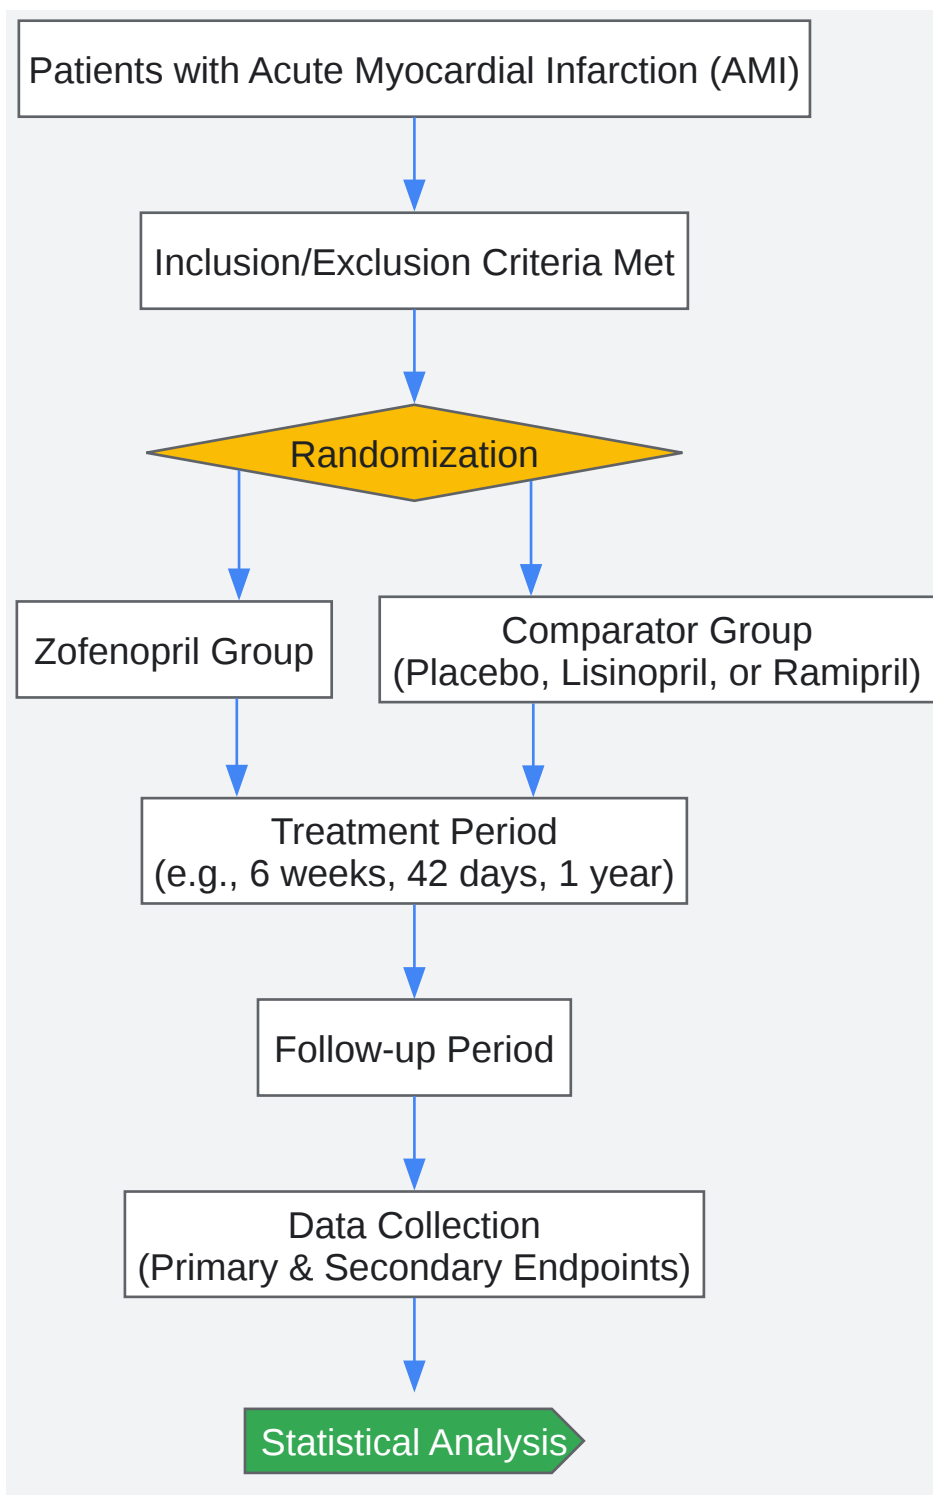 Patients with Acute Myocardial Infarction (AMI)
Inclusion/Exclusion Criteria Met
Randomization
Zofenopril Group
Comparator Group
(Placebo, Lisinopril, or Ramipril)
Treatment Period
(e.g., 6 weeks, 42 days, 1 year)
Follow-up Period
Data Collection
(Primary & Secondary Endpoints)
Statistical Analysis